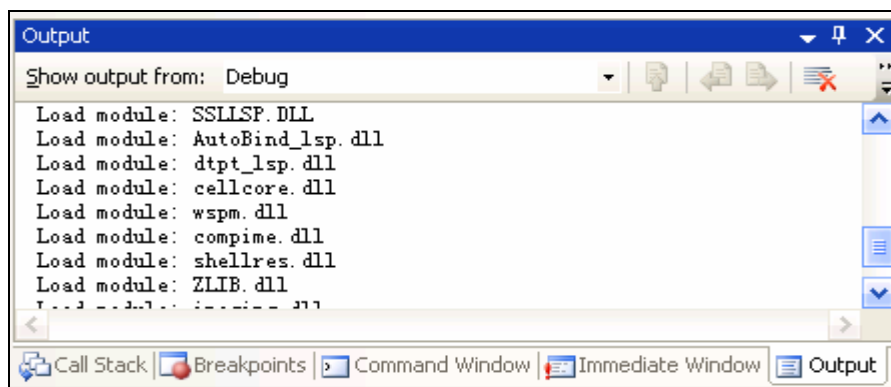 Output
Show output from: Debug
Load module: SSLLSP.DLL
Load module: AutoBind_lsp.dll
Load module: dtpt_lsp.dll
Load module: cellcore.dll
Load module: wspm.dll
Load module: compime.dll
Load module: shellres.dll
Load module: ZLIB.dll
Load module:
Call Stack Breakpoints Command Window Immediate Window Output